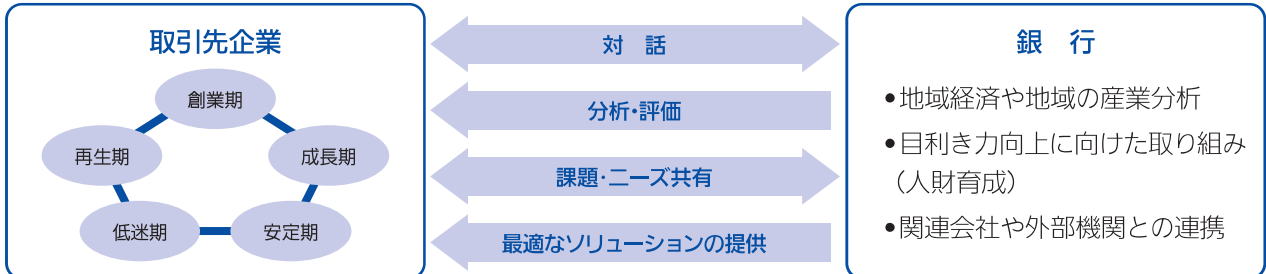 取引先企業
創業期
再生期
成長期
低迷期
安定期
対 話
分析・評価
課題・ニーズ共有
最適なソリューションの提供
銀 行
•地域経済や地域の産業分析
•目利き力向上に向けた取り組み
（人財育成）
•関連会社や外部機関との連携